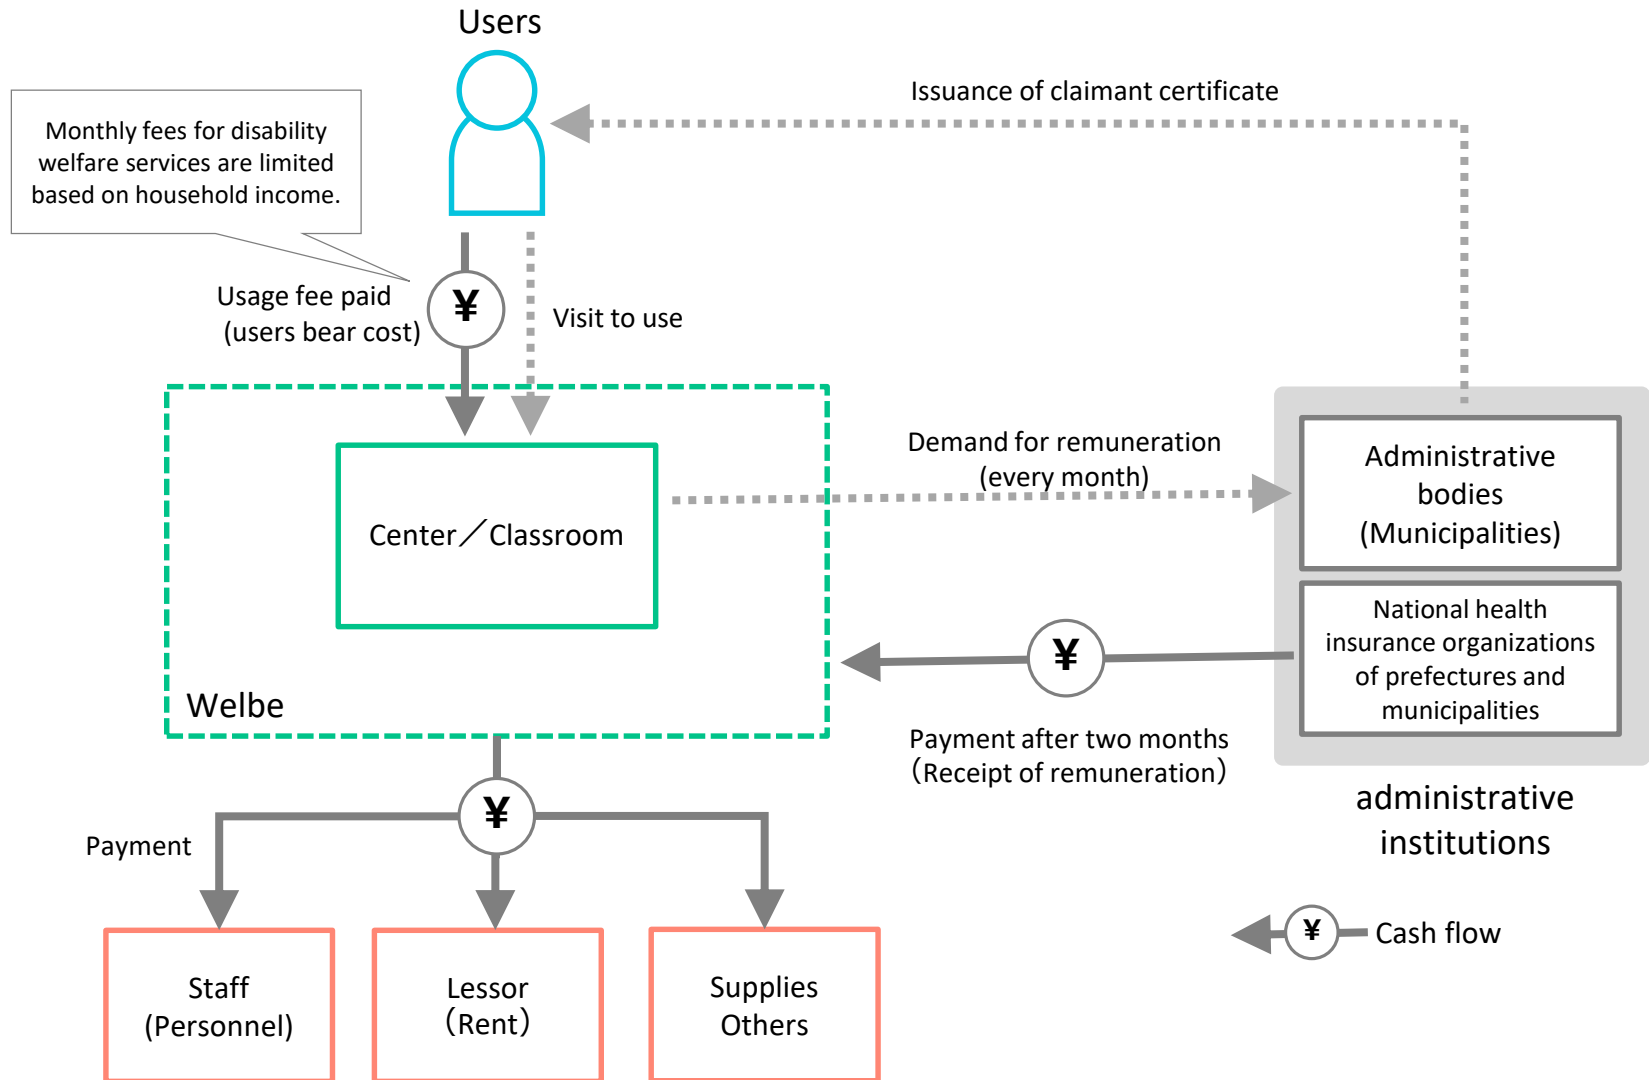 Users
Issuance of claimant certificate
Monthly fees for disability
welfare services are limited
based on household income.
Usage fee paid
(users bear cost)
¥
Visit to use
Demand for remuneration
(every month)
Administrative
bodies
(Municipalities)
Center／Classroom
National health
insurance organizations
of prefectures and
municipalities
¥
Welbe
Payment after two months
（Receipt of remuneration）
administrative
institutions
¥
Payment
¥
Cash flow
Staff
(Personnel)
Lessor
（Rent）
Supplies
Others